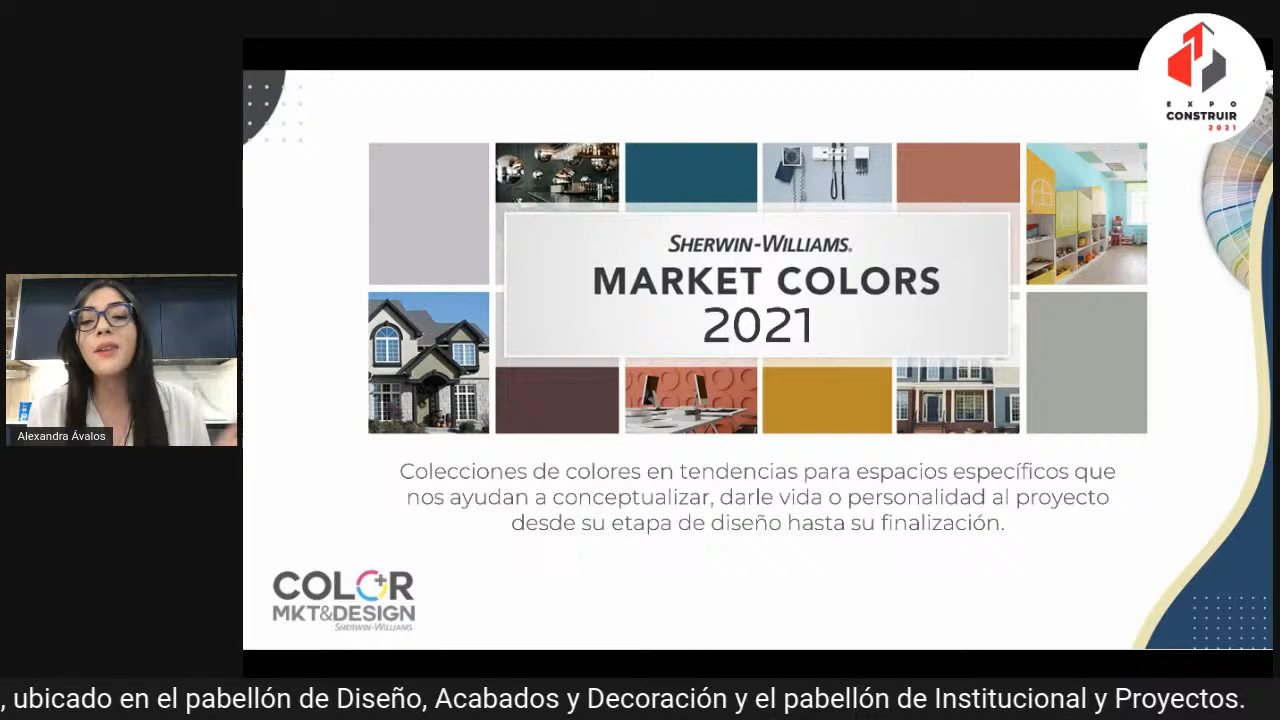 EXPO
CONSTRUIR
2021
SHERWIN-WILLIAMS.
MARKET COLORS
2021
Alexandra Ávalos
Colecciones de colores en tendencias para espacios específicos que
nos ayudan a conceptualizar, darle vida o personalidad al proyecto
desde su etapa de diseño hasta su finalización.
COLOR
MKT&DESIGN
SHERWIN-WILLIAMS.
, ubicado en el pabellón de Diseño, Acabados y Decoración y el pabellón de Institucional y Proyectos.